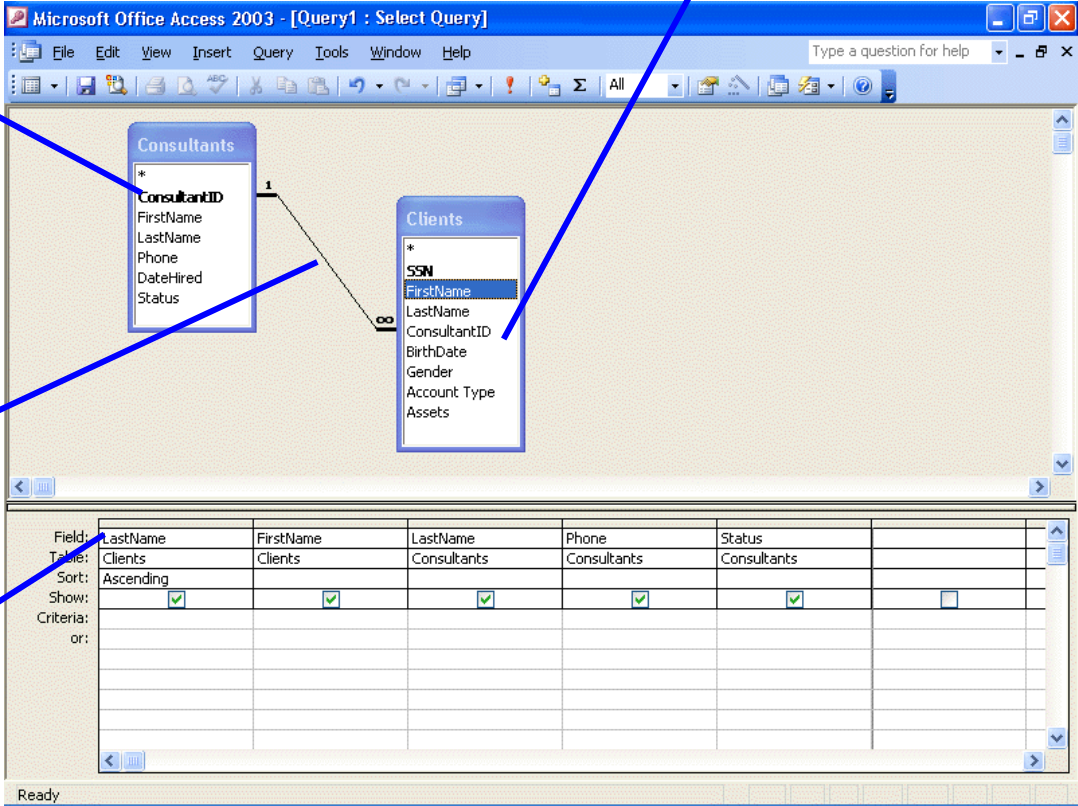 Microsoft Office Access 2003 - [Query1 : Select Query]
File Edit View Insert Query Tools Window Help Type a question for help
ABC Σ All
Consultants
*
ConsultantID
FirstName
LastName
Phone
DateHired
Status
1
∞
Clients
*
SSN
FirstName
LastName
ConsultantID
BirthDate
Gender
Account Type
Assets
Field: LastName FirstName LastName Phone Status
Table: Clients Clients Consultants Consultants Consultants
Sort: Ascending
Show:
Criteria:
or:
Ready